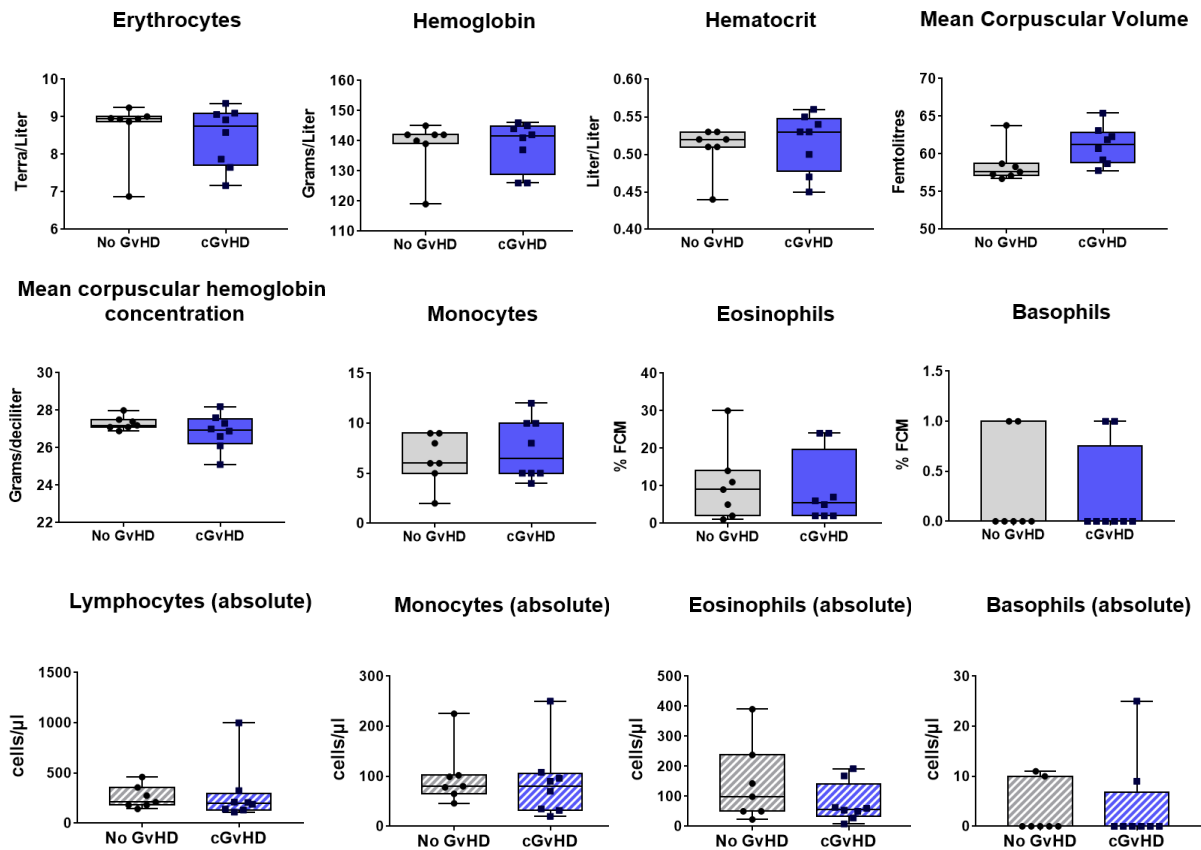 Erythrocytes
Terra/Liter
10
9
8
7
6
No GvHD
cGvHD
Hemoglobin
Grams/Liter
160
150
140
130
120
110
No GvHD
cGvHD
Hematocrit
Liter/Liter
0.60
0.55
0.50
0.45
0.40
No GvHD
cGvHD
Mean Corpuscular Volume
Femtolitres
70
65
60
55
50
No GvHD
cGvHD
Mean corpuscular hemoglobin
concentration
Grams/deciliter
30
28
26
24
22
No GvHD
cGvHD
Monocytes
15
10
5
0
No GvHD
cGvHD
Eosinophils
% FCM
40
30
20
10
0
No GvHD
cGvHD
Basophils
% FCM
1.5
1.0
0.5
0.0
No GvHD
cGvHD
Lymphocytes (absolute)
cells/µl
1500
1000
500
0
No GvHD
cGvHD
Monocytes (absolute)
cells/µl
300
200
100
0
No GvHD
cGvHD
Eosinophils (absolute)
cells/µl
500
400
300
200
100
0
No GvHD
cGvHD
Basophils (absolute)
cells/µl
30
20
10
0
No GvHD
cGvHD